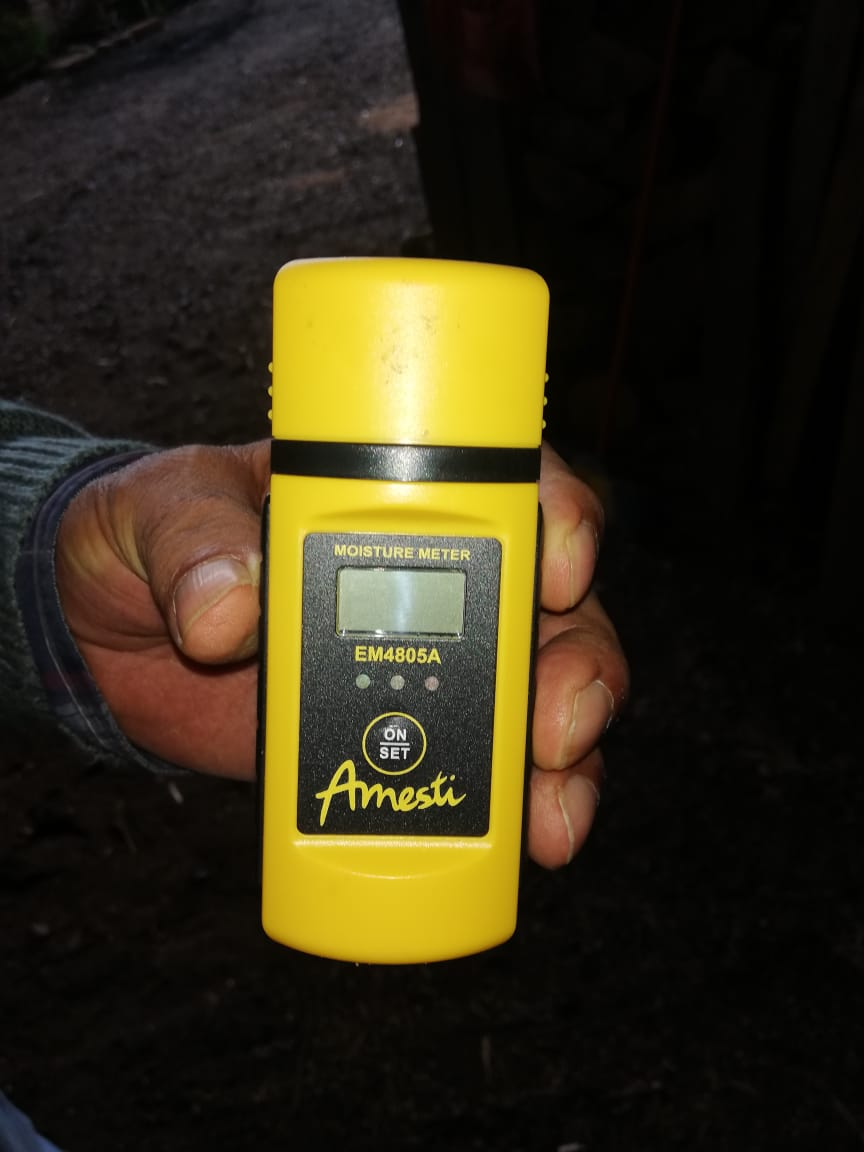 MOISTURE METER
EM4805A
ON
SET
Amesti